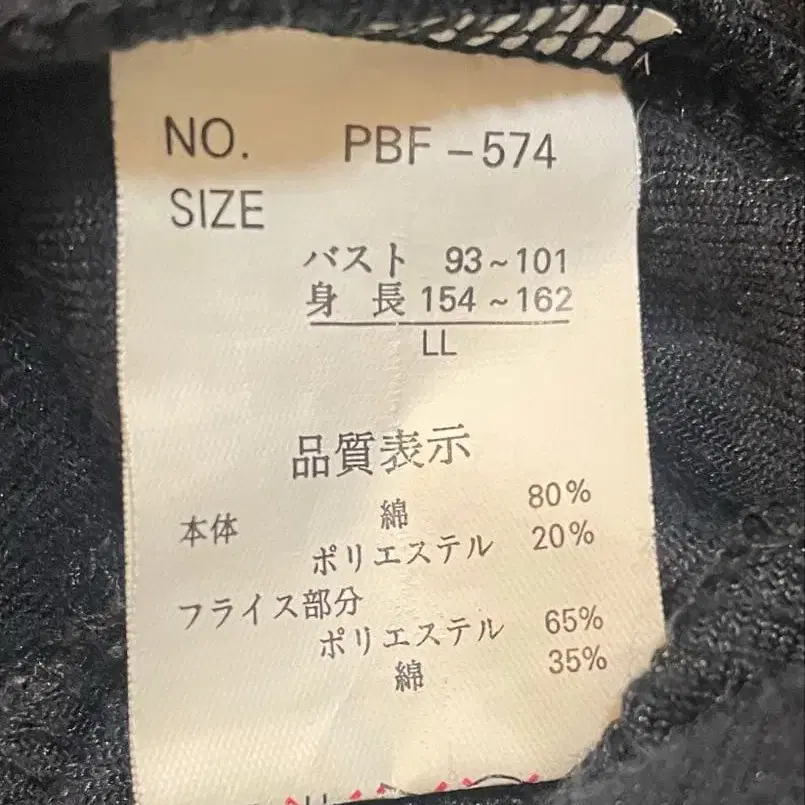 NO. PBF-574
SIZE
バスト 93~101
身長 154~162
LL
品質表示
本体 綿 80%
ポリエステル 20%
フライス部分
ポリエステル 65%
綿 35%